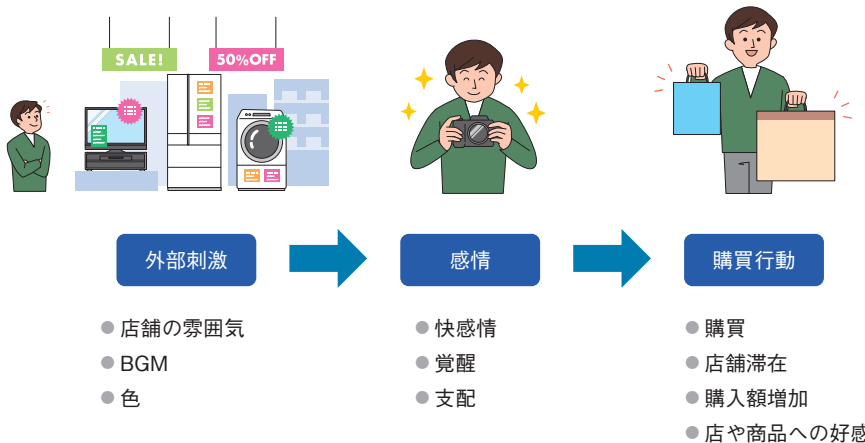 SALE!
50%OFF
外部刺激
感情
購買行動
● 店舗の雰囲気
● BGM
● 色
● 快感情
● 覚醒
● 支配
● 購買
● 店舗滞在
● 購入額増加
● 店や商品への好感